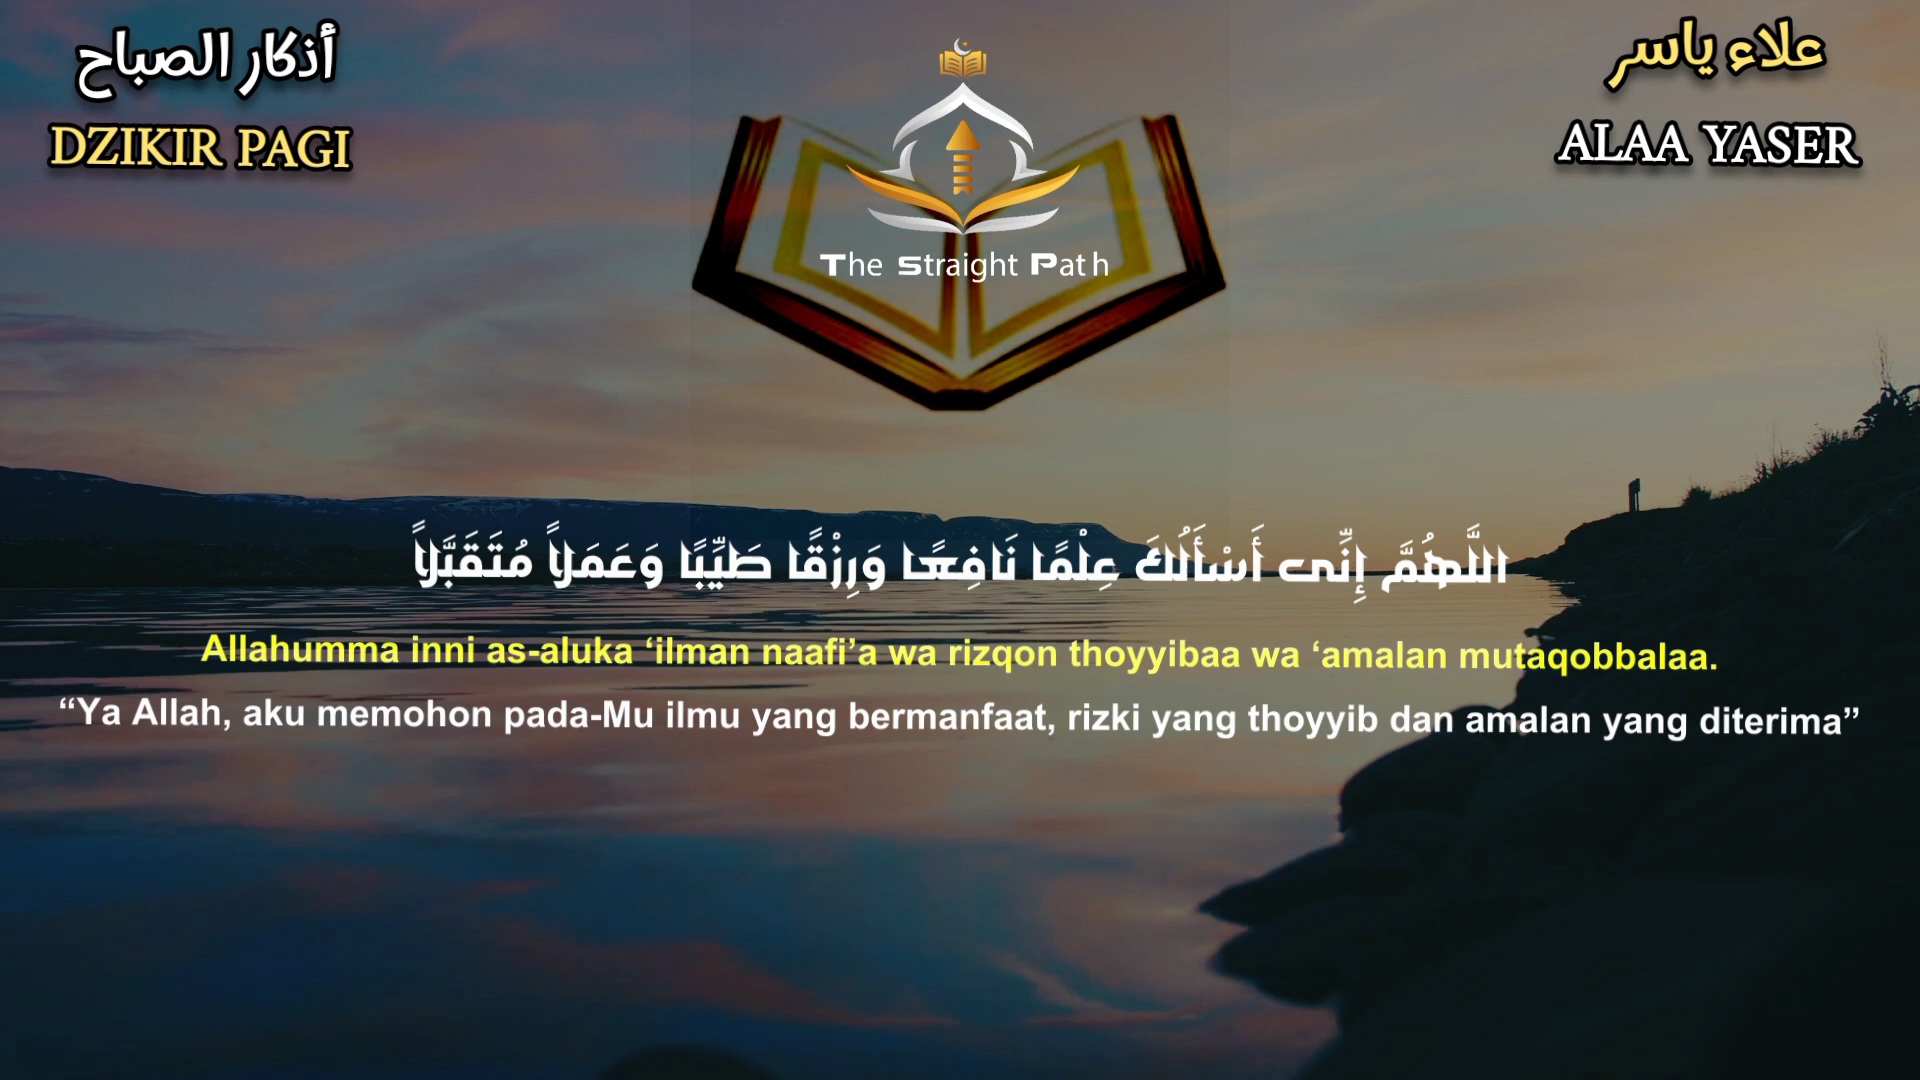 أذكار الصباح
DZIKIR PAGI
علاء ياسر
ALAA YASER
The Straight Path
اللَّهُمَّ إِنِّى أَسْأَلُكَ عِلْمًا نَافِعًا وَرِزْقًا طَيِّبًا وَعَمَلاً مُتَقَبَّلاً
Allahumma inni as-aluka ‘ilman naafi’a wa rizqon thoyyibaa wa ‘amalan mutaqobbalaa.
“Ya Allah, aku memohon pada-Mu ilmu yang bermanfaat, rizki yang thoyyib dan amalan yang diterima”